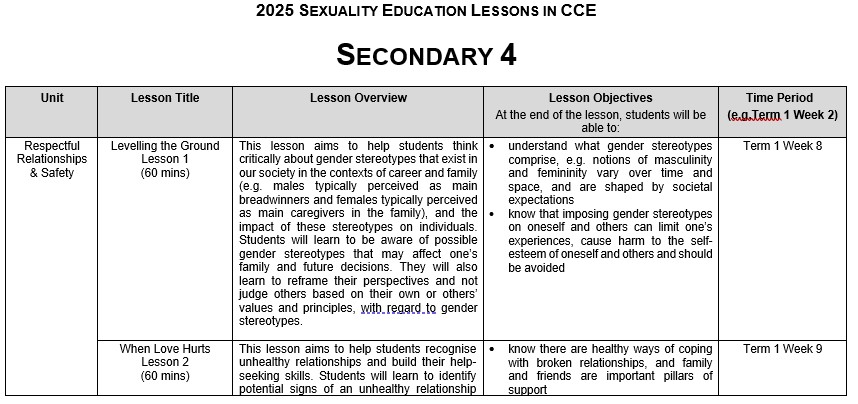 2025 SEXUALITY EDUCATION LESSONS IN CCE
SECONDARY 4
Unit
Lesson Title
Lesson Overview
Lesson Objectives
At the end of the lesson, students will be
able to:
Time Period
(e.g.Term 1 Week 2)
Respectful
Relationships
& Safety
Levelling the Ground
Lesson 1
(60 mins)
This lesson aims to help students think
critically about gender stereotypes that exist in
our society in the contexts of career and family
(e.g. males typically perceived as main
breadwinners and females typically perceived
as main caregivers in the family), and the
impact of these stereotypes on individuals.
Students will learn to be aware of possible
gender stereotypes that may affect one's
family and future decisions. They will also
learn to reframe their perspectives and not
judge others based on their own or others'
values and principles, with regard to gender
stereotypes.
• understand what gender stereotypes
comprise, e.g. notions of masculinity
and femininity vary over time and
space, and are shaped by societal
expectations
• know that imposing gender stereotypes
on oneself and others can limit one's
experiences, cause harm to the self-
esteem of oneself and others and should
be avoided
Term 1 Week 8
When Love Hurts
Lesson 2
(60 mins)
This lesson aims to help students recognise
unhealthy relationships and build their help-
seeking skills. Students will learn to identify
potential signs of an unhealthy relationship
• know there are healthy ways of coping
with broken relationships, and family
and friends are important pillars of
support
Term 1 Week 9